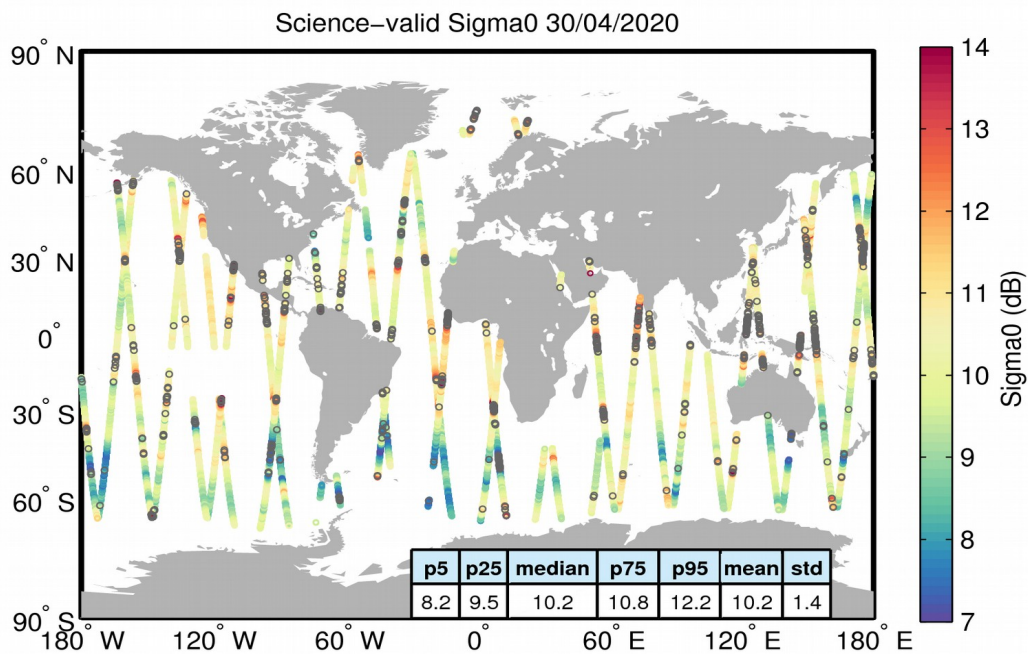 Science−valid Sigma0 30/04/2020
90° N
60° N
30° N
0°
30° S
60° S
90° S
180° W
120° W
60° W
0°
60° E
120° E
180° E
p5 p25 median p75 p95 mean std
8.2 9.5 10.2 10.8 12.2 10.2 1.4
14
13
12
11
10
9
8
7
Sigma0 (dB)